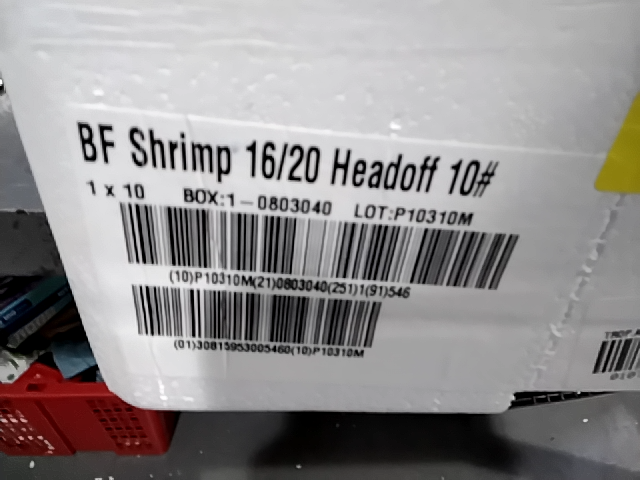 BF Shrimp 16/20 Headoff 10#
1 x 10 BOX:1-0803040 LOT:P10310M
(10)P10310M(21)0803040(251)1(91)546
(01)30815953005460(10)P10310M